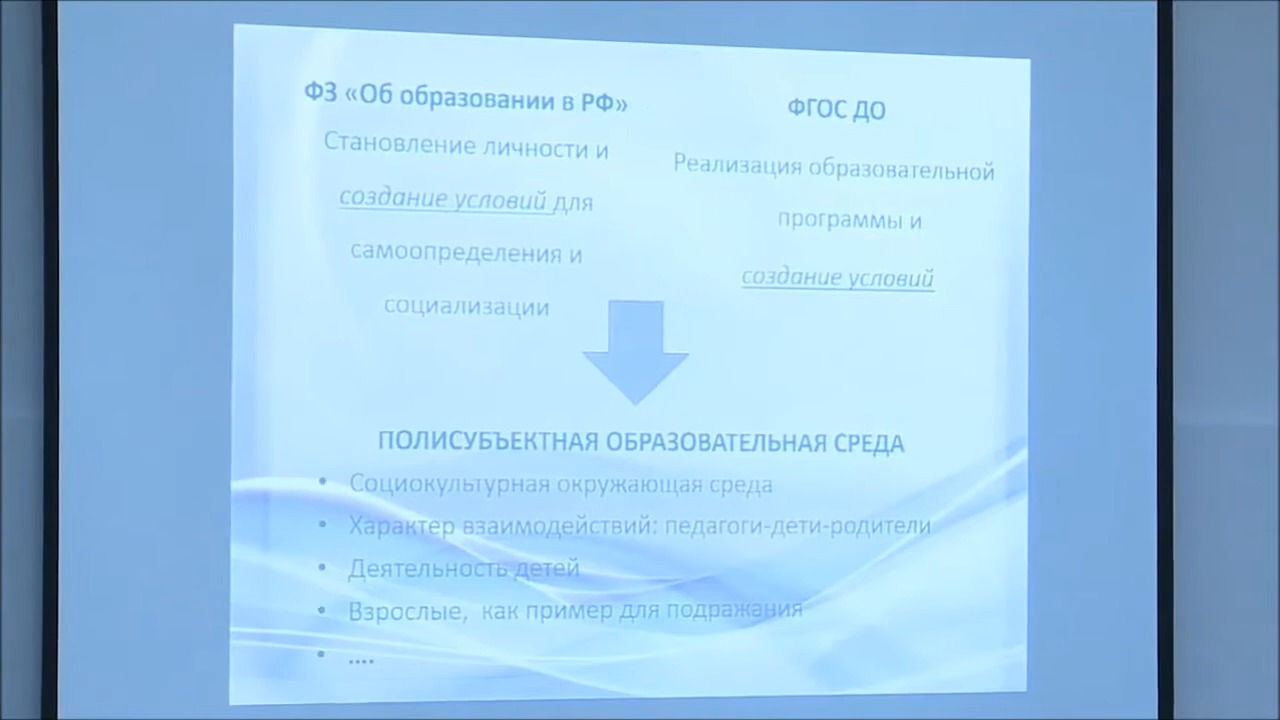 ФЗ «Об образовании в РФ»
Становление личности и
создание условий для
самоопределения и
социализации
ФГОС ДО
Реализация образовательной
программы и
создание условий
ПОЛИСУБЪЕКТНАЯ ОБРАЗОВАТЕЛЬНАЯ СРЕДА
• Социокультурная окружающая среда
• Характер взаимодействий: педагоги-дети-родители
• Деятельность детей
• Взрослые, как пример для подражания
• ....